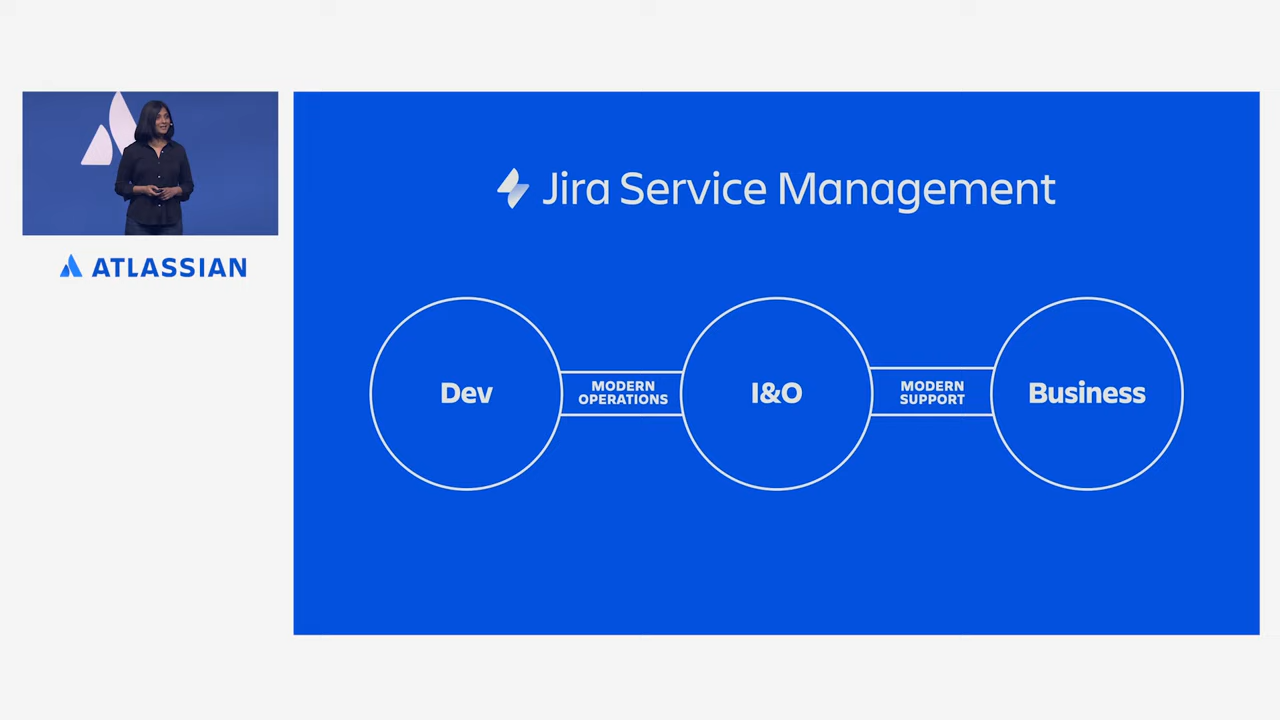 ATLASSIAN
Jira Service Management
Dev
MODERN
OPERATIONS
I&O
MODERN
SUPPORT
Business